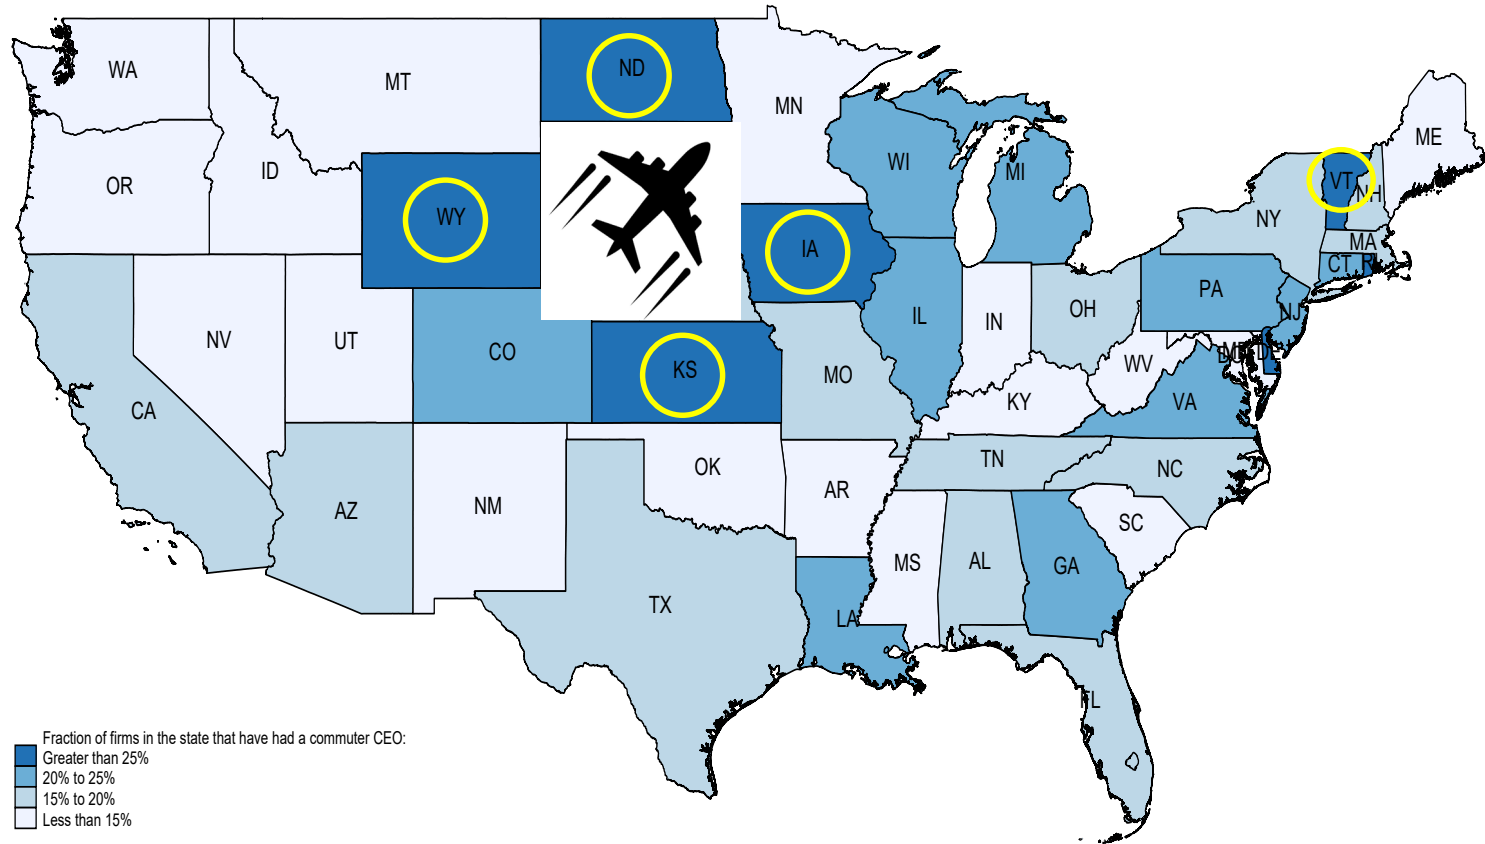 WA
MT
ND
MN
ME
OR
ID
WY
WI
MI
VT
NH
NY
MA
IA
CT
PA
NV
UT
CO
IL
IN
OH
NJ
KS
MO
WV
DE
CA
KY
VA
AZ
NM
OK
AR
TN
NC
SC
MS
AL
GA
TX
LA
FL
Fraction of firms in the state that have had a commuter CEO:
Greater than 25%
20% to 25%
15% to 20%
Less than 15%